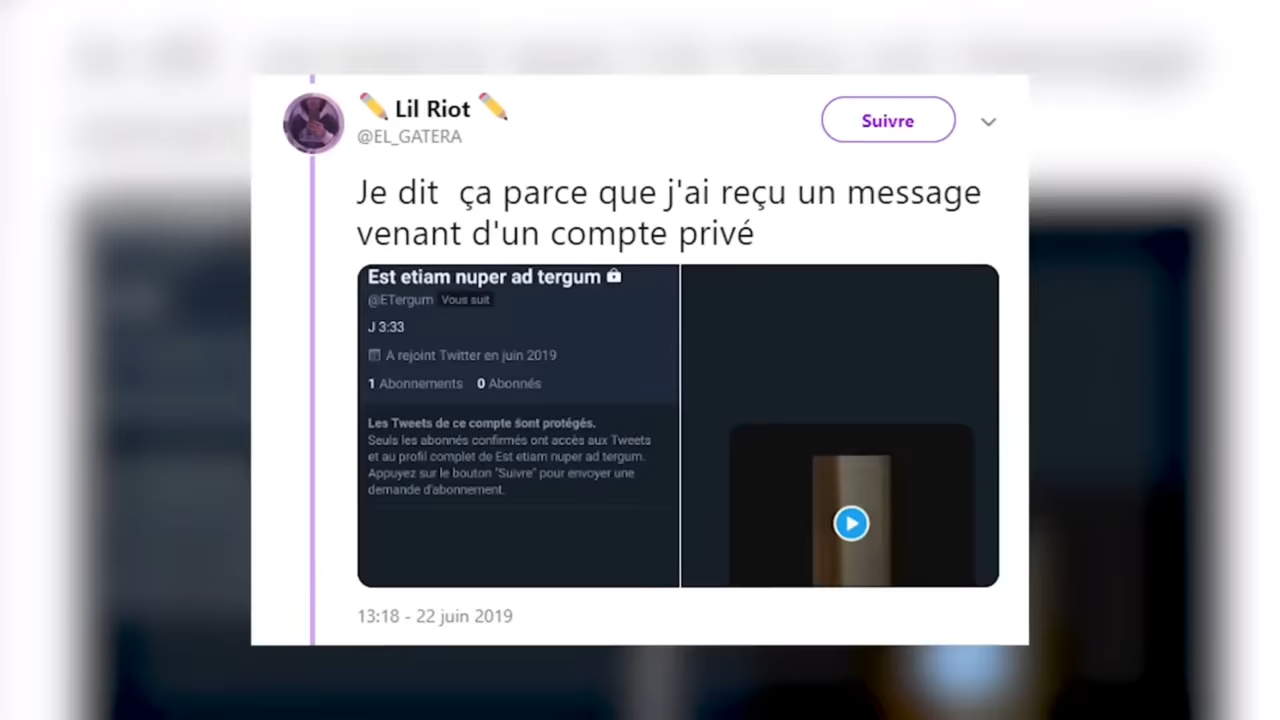 ✏️ Lil Riot ✏️
@EL_GATERA
Suivre
Je dit ça parce que j'ai reçu un message
venant d'un compte privé
Est etiam nuper ad tergum
@ETergum Vous suit
J 3:33
A rejoint Twitter en juin 2019
1 Abonnements 0 Abonnés
Les Tweets de ce compte sont protégés.
Seuls les abonnés confirmés ont accès aux Tweets
et au profil complet de Est etiam nuper ad tergum.
Appuyez sur le bouton "Suivre" pour envoyer une
demande d'abonnement.
13:18 - 22 juin 2019